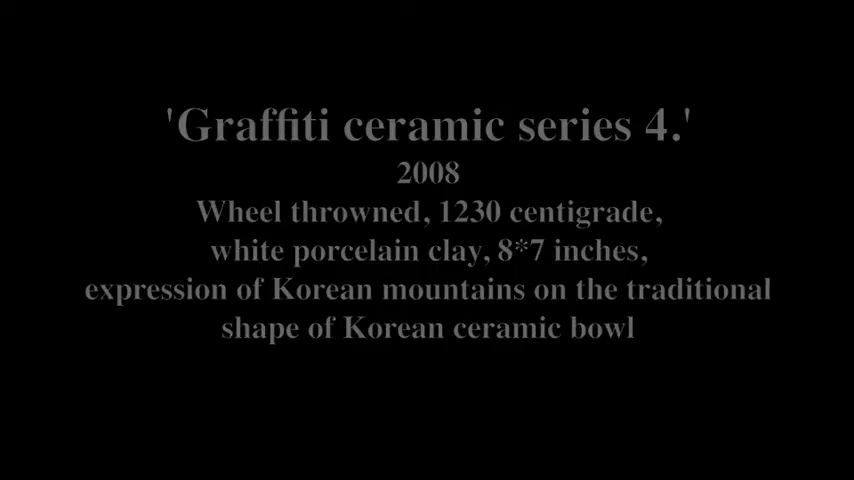 'Graffiti ceramic series 4.'
2008
Wheel throwned, 1230 centigrade,
white porcelain clay, 8*7 inches,
expression of Korean mountains on the traditional
shape of Korean ceramic bowl